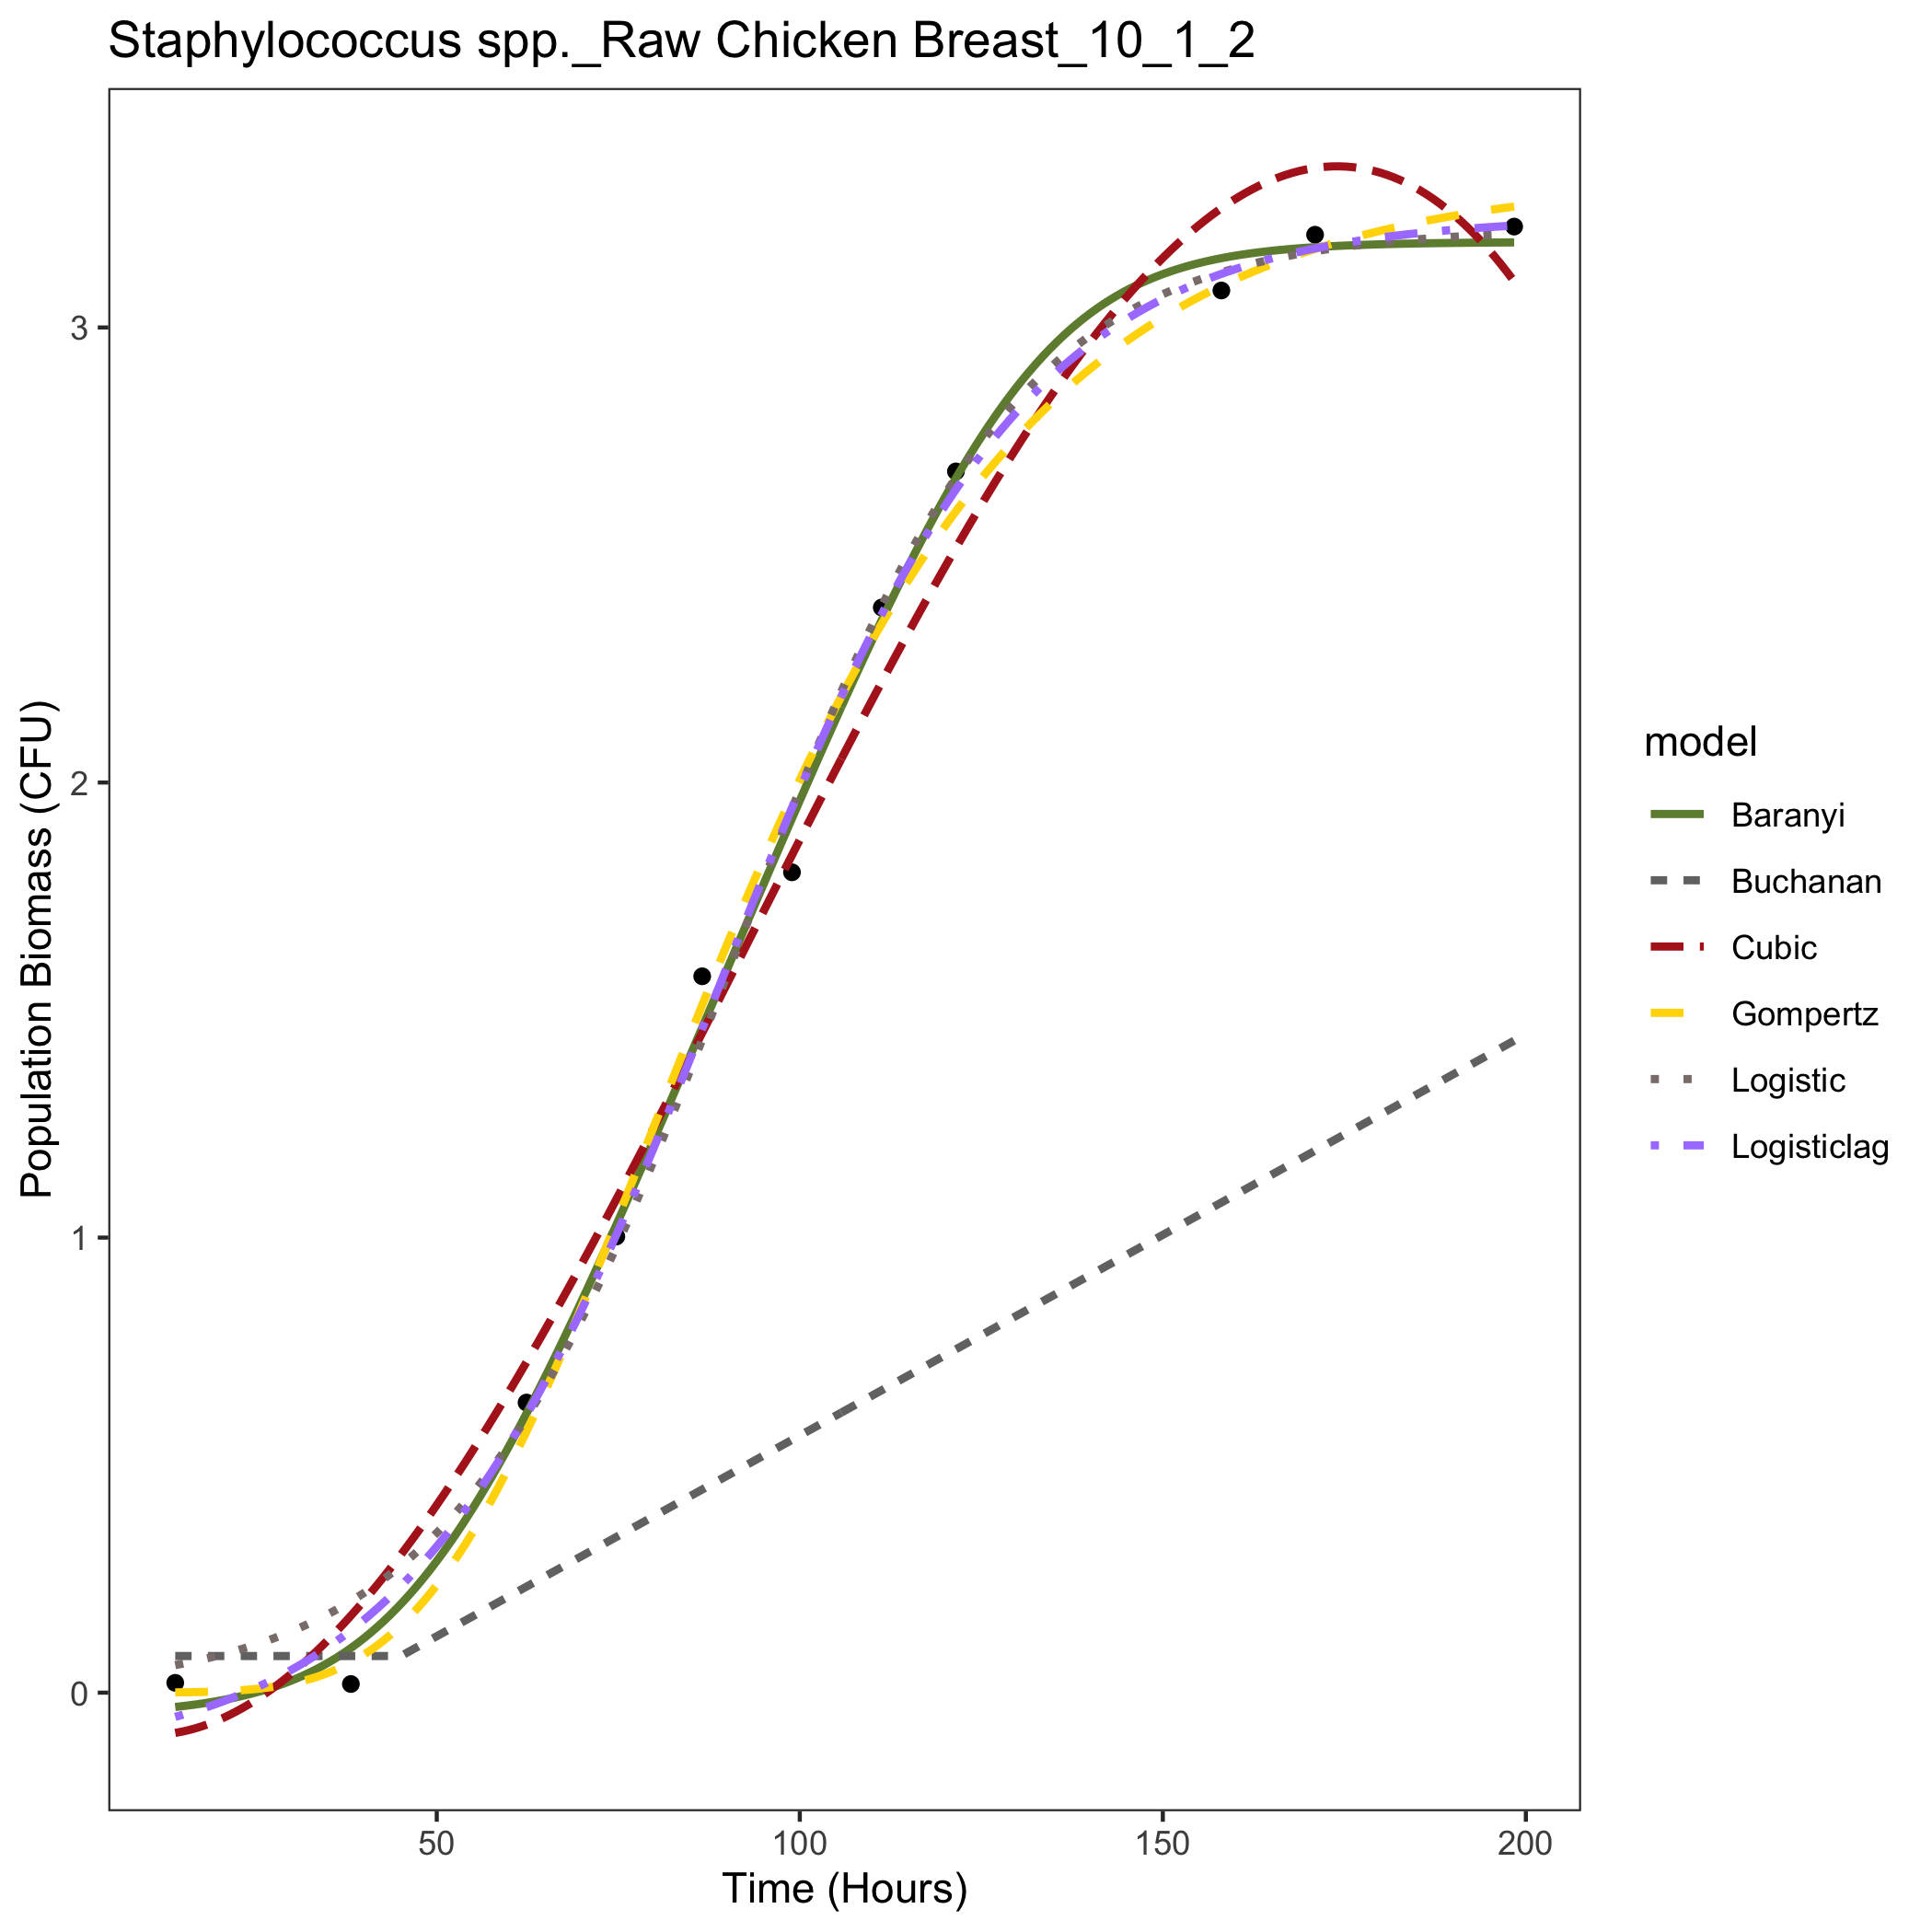 Staphylococcus spp._Raw Chicken Breast_10_1_2
Population Biomass (CFU)
3
2
1
0
50
100
150
200
Time (Hours)
model
Baranyi
Buchanan
Cubic
Gompertz
Logistic
Logisticlag